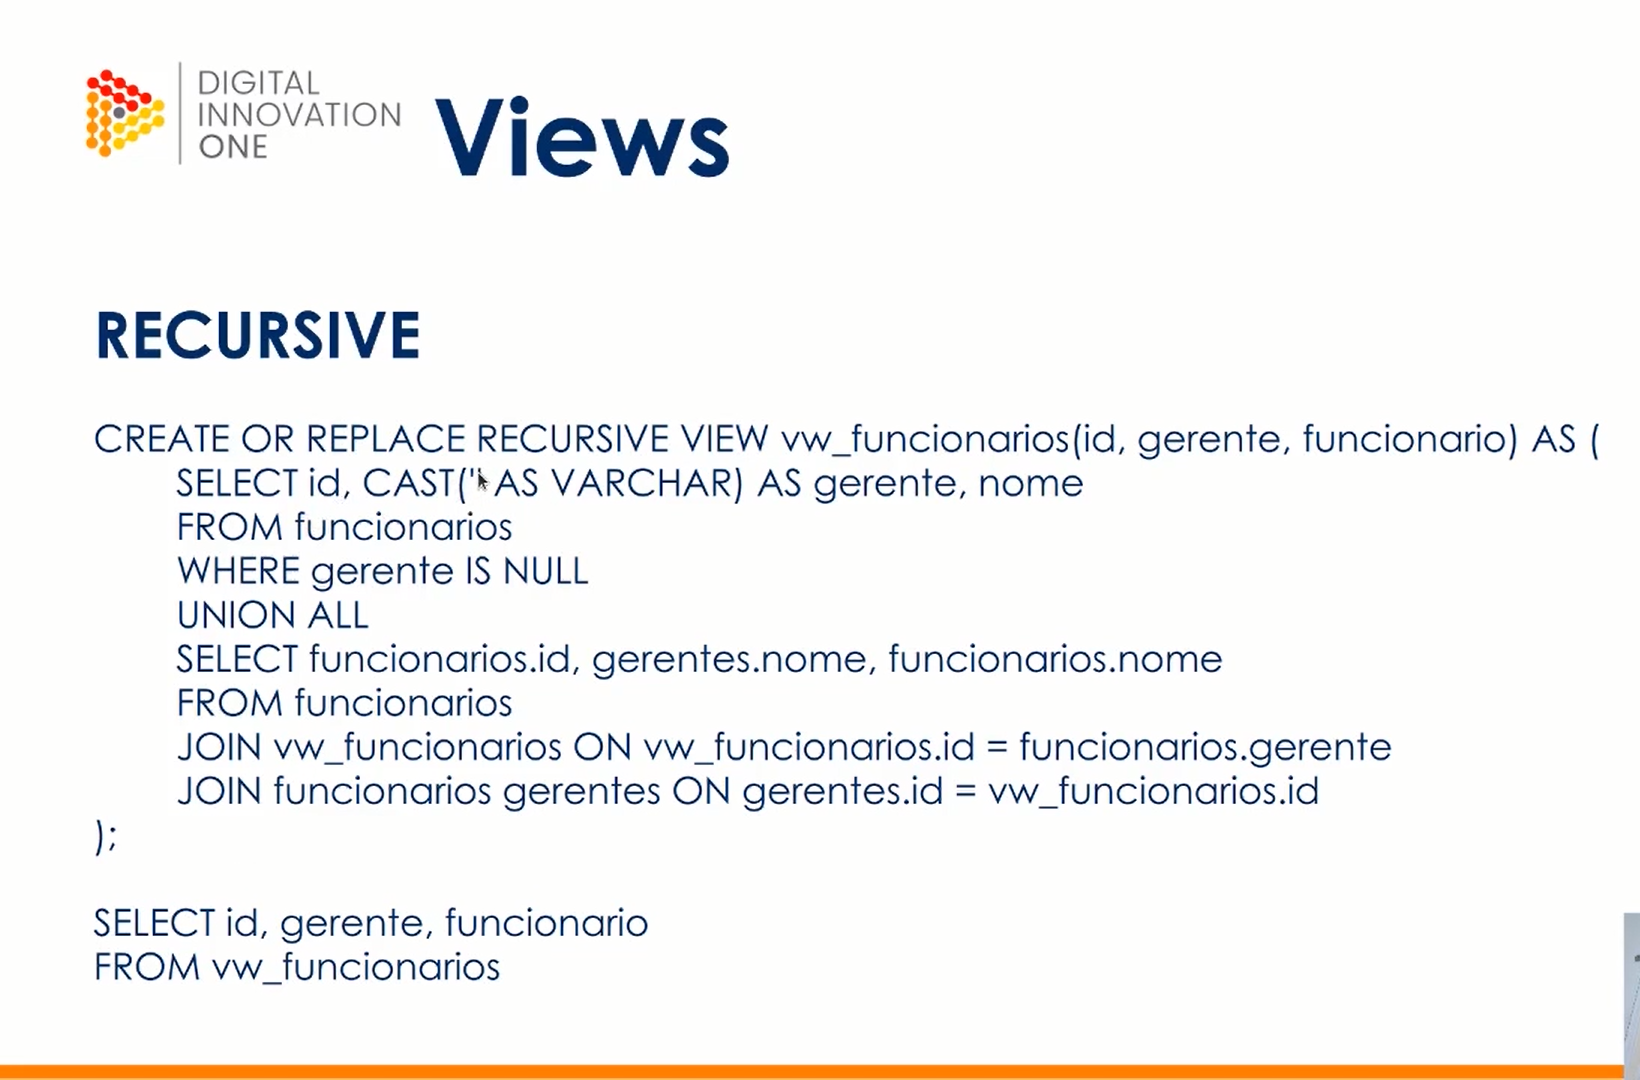 DIGITAL
INNOVATION
ONE
Views
RECURSIVE
CREATE OR REPLACE RECURSIVE VIEW vw_funcionarios(id, gerente, funcionario) AS (
SELECT id, CAST('' AS VARCHAR) AS gerente, nome
FROM funcionarios
WHERE gerente IS NULL
UNION ALL
SELECT funcionarios.id, gerentes.nome, funcionarios.nome
FROM funcionarios
JOIN vw_funcionarios ON vw_funcionarios.id = funcionarios.gerente
JOIN funcionarios gerentes ON gerentes.id = vw_funcionarios.id
);
SELECT id, gerente, funcionario
FROM vw_funcionarios